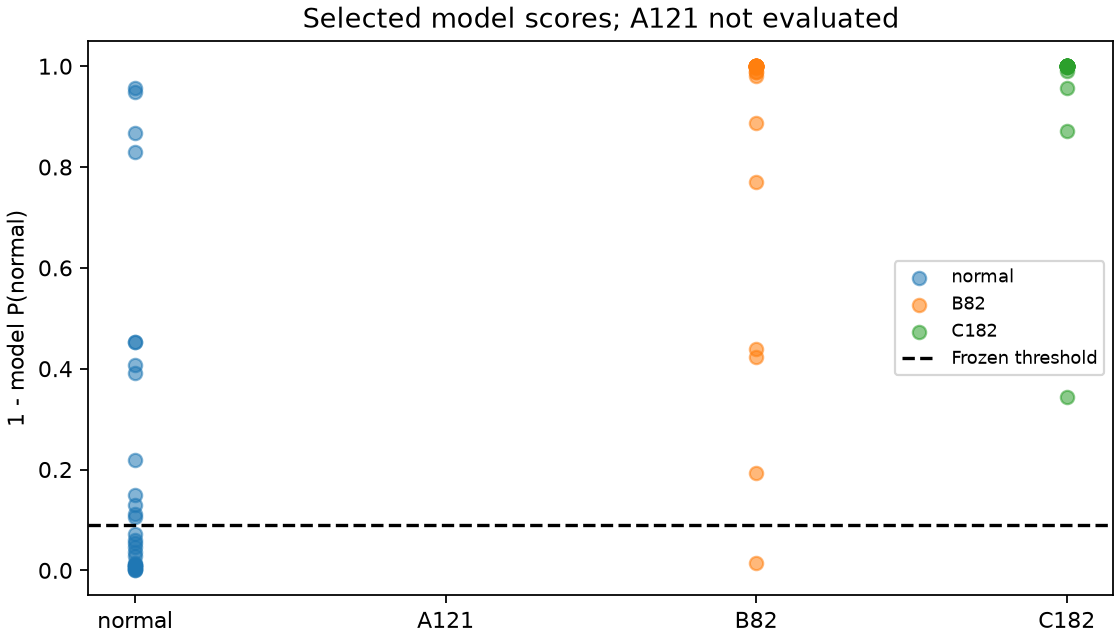 Selected model scores; A121 not evaluated
1 - model P(normal)
1.0
0.8
0.6
0.4
0.2
0.0
normal
B82
C182
Frozen threshold
normal
A121
B82
C182